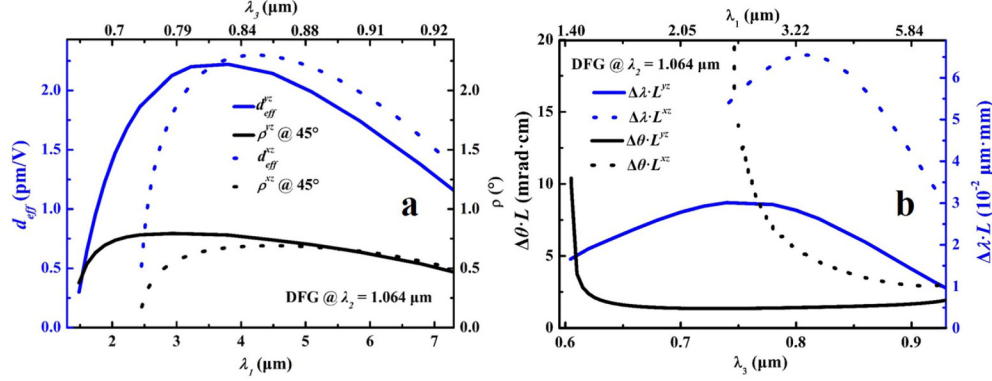 λ3 (μm)
0.7 0.79 0.84 0.88 0.91 0.92
2.0
1.5
1.0
0.5
0.0
deff (pm/V)
2.0
1.5
1.0
0.5
0.0
ρ (°)
d yz eff
ρ yz @ 45°
d xz eff
ρ xz @ 45°
a
DFG @ λ2 = 1.064 μm
2 3 4 5 6 7
λ1 (μm)
λ1 (μm)
1.40 2.05 3.22 5.84
20
15
10
5
0
Δθ·L (mrad·cm)
6
5
4
3
2
1
0
Δλ·L (10-2 μm·mm)
DFG @ λ2 = 1.064 μm
Δλ·L yz
Δλ·L xz
Δθ·L yz
Δθ·L xz
b
0.6 0.7 0.8 0.9
λ3 (μm)